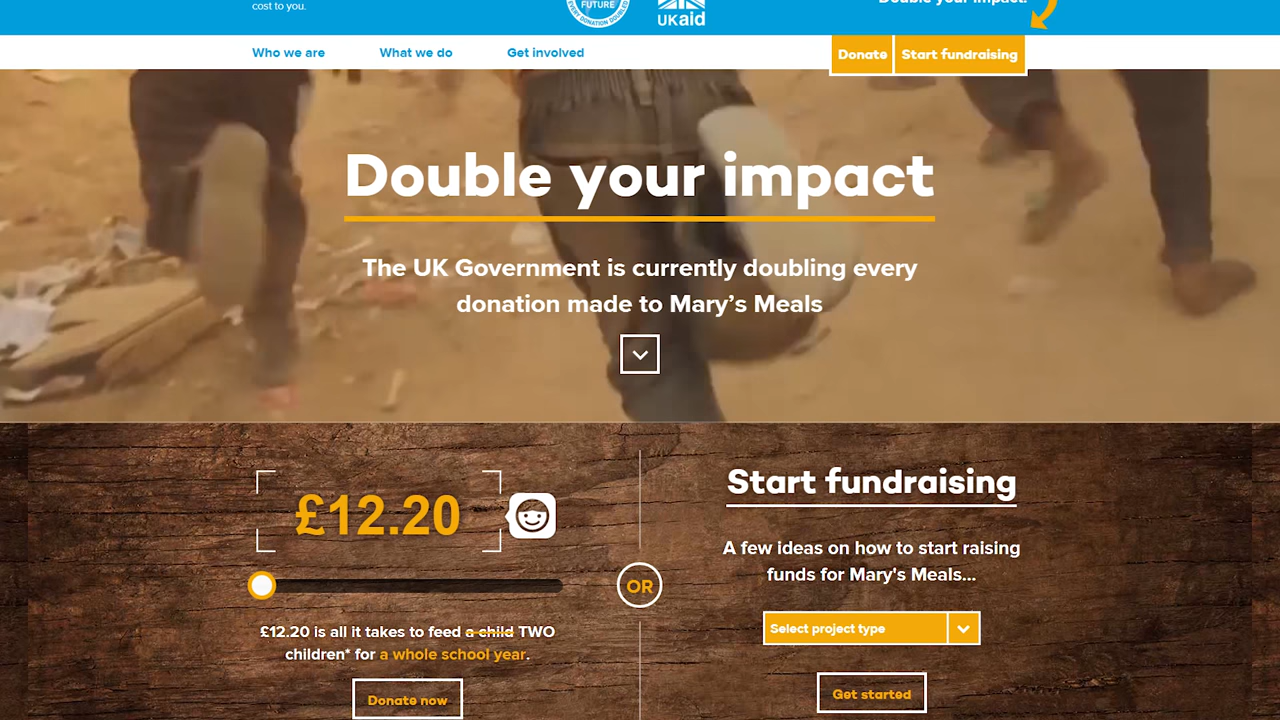 cost to you.
FUTURE
EVERY DONATION DOUBLED
UKaid
Double your impact.
Who we are
What we do
Get involved
Donate
Start fundraising
Double your impact
The UK Government is currently doubling every
donation made to Mary’s Meals
£12.20
£12.20 is all it takes to feed a child TWO
children* for a whole school year.
Donate now
OR
Start fundraising
A few ideas on how to start raising
funds for Mary's Meals...
Select project type
Get started